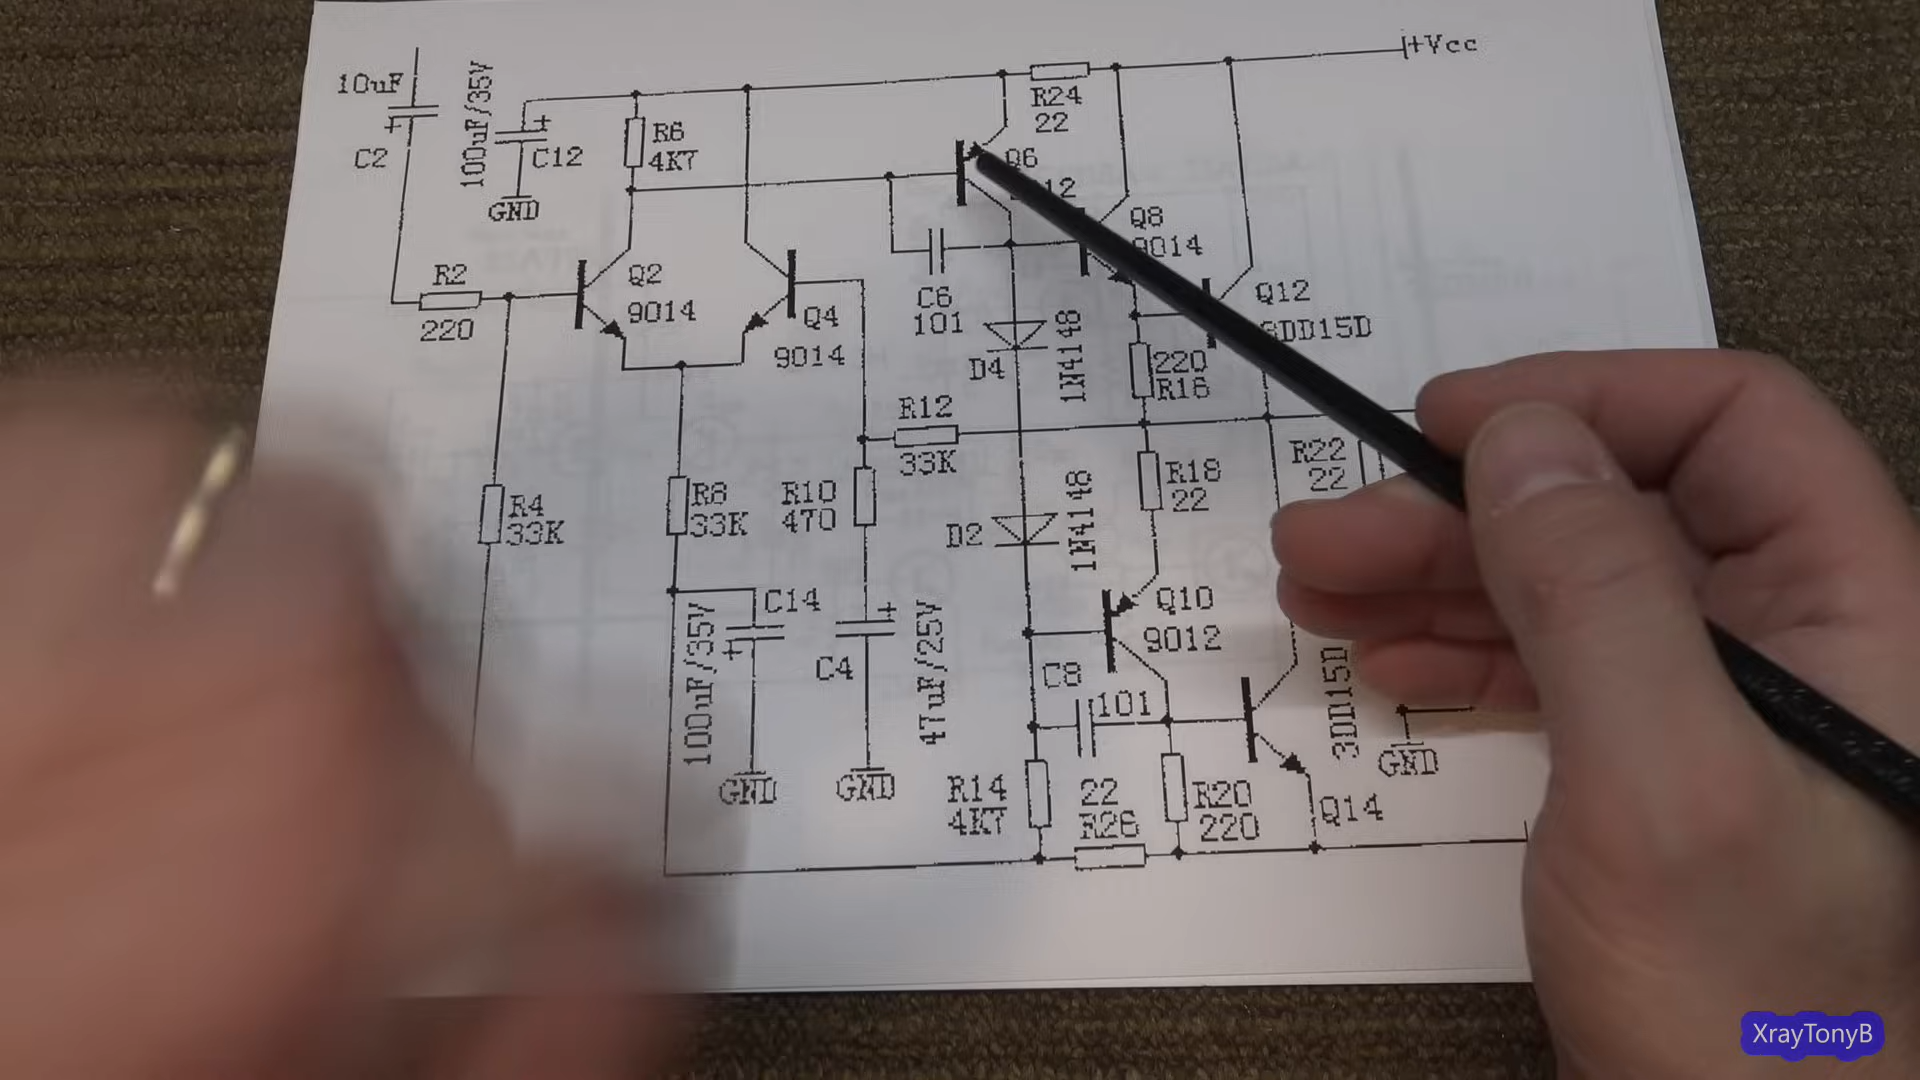 +Vcc
10uF
+
C2
100uF/35V
+
C12
GND
R6
4K7
R24
22
Q6
12
Q8
9014
R2
220
Q2
9014
Q4
9014
C6
101
D4
1N4148
Q12
3DD15D
220
R16
R12
33K
R4
33K
R8
33K
R10
470
R18
22
R22
22
D2
1N4148
C14
+
100uF/35V
GND
C4
+
47uF/25V
GND
Q10
9012
C8
101
3DD15D
GND
R14
4K7
22
R26
R20
220
Q14
XrayTonyB